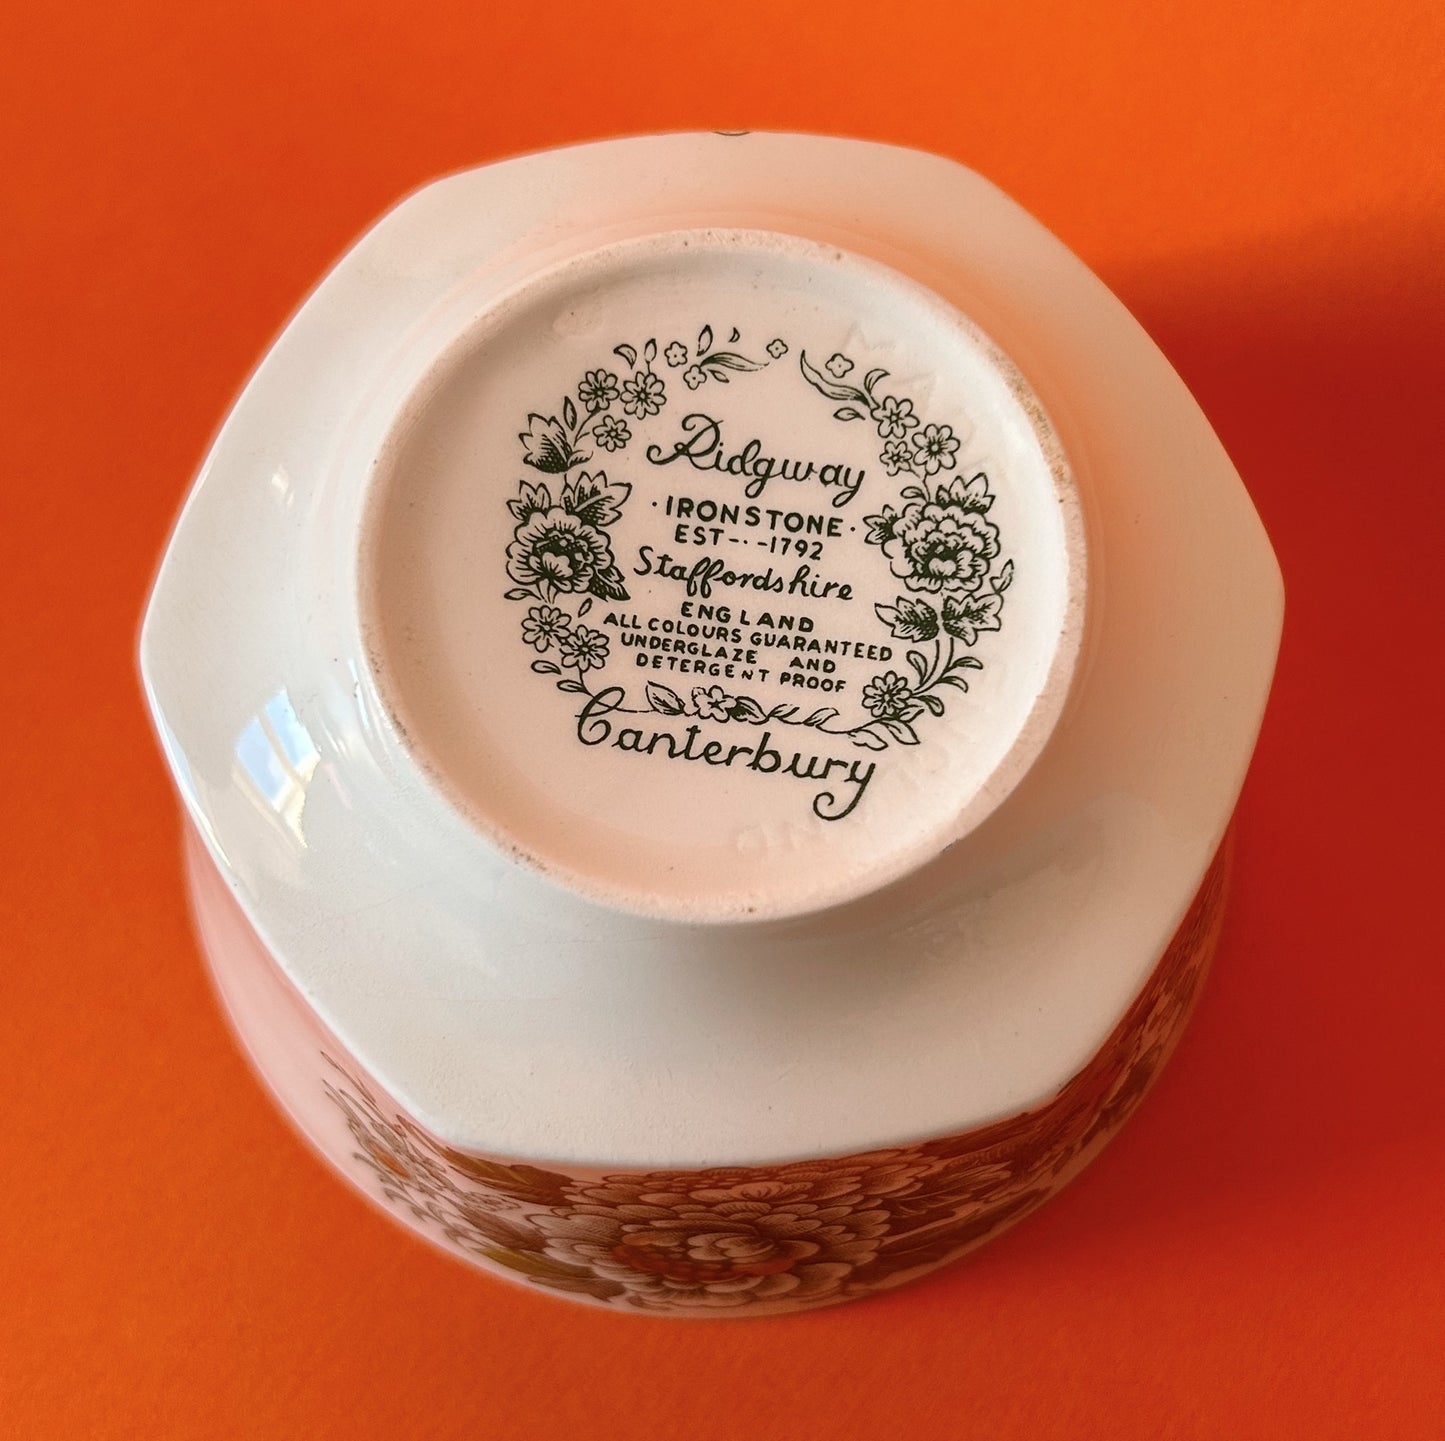 Ridgway
·IRONSTONE·
EST-·-1792
Staffordshire
ENGLAND
ALL COLOURS GUARANTEED
UNDERGLAZE AND
DETERGENT PROOF
Canterbury